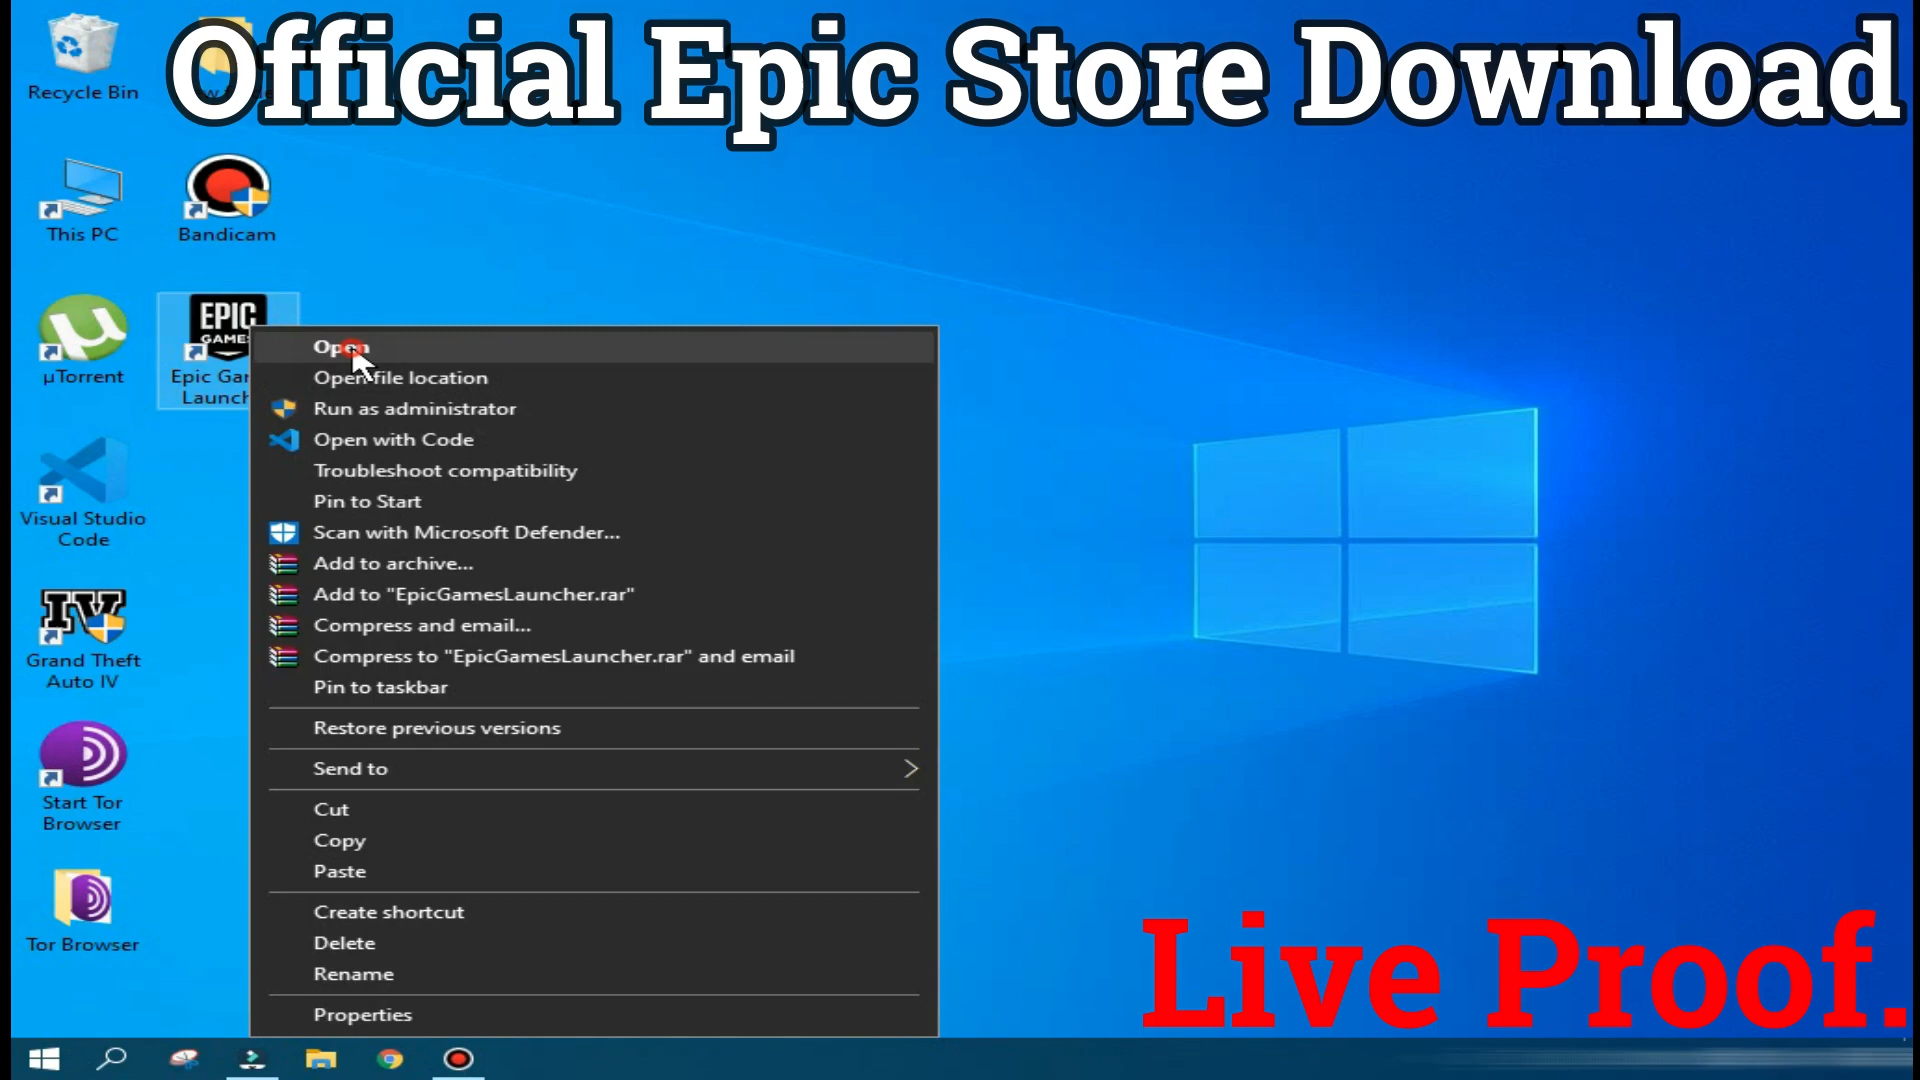 Official Epic Store Download
Recycle Bin
This PC
Bandicam
µTorrent
EPIC
GAMES
Epic Gam
Launch
Visual Studio
Code
IV
Grand Theft
Auto IV
Start Tor
Browser
Tor Browser
Open
Open file location
Run as administrator
Open with Code
Troubleshoot compatibility
Pin to Start
Scan with Microsoft Defender...
Add to archive...
Add to "EpicGamesLauncher.rar"
Compress and email...
Compress to "EpicGamesLauncher.rar" and email
Pin to taskbar
Restore previous versions
Send to
Cut
Copy
Paste
Create shortcut
Delete
Rename
Properties
Live Proof.